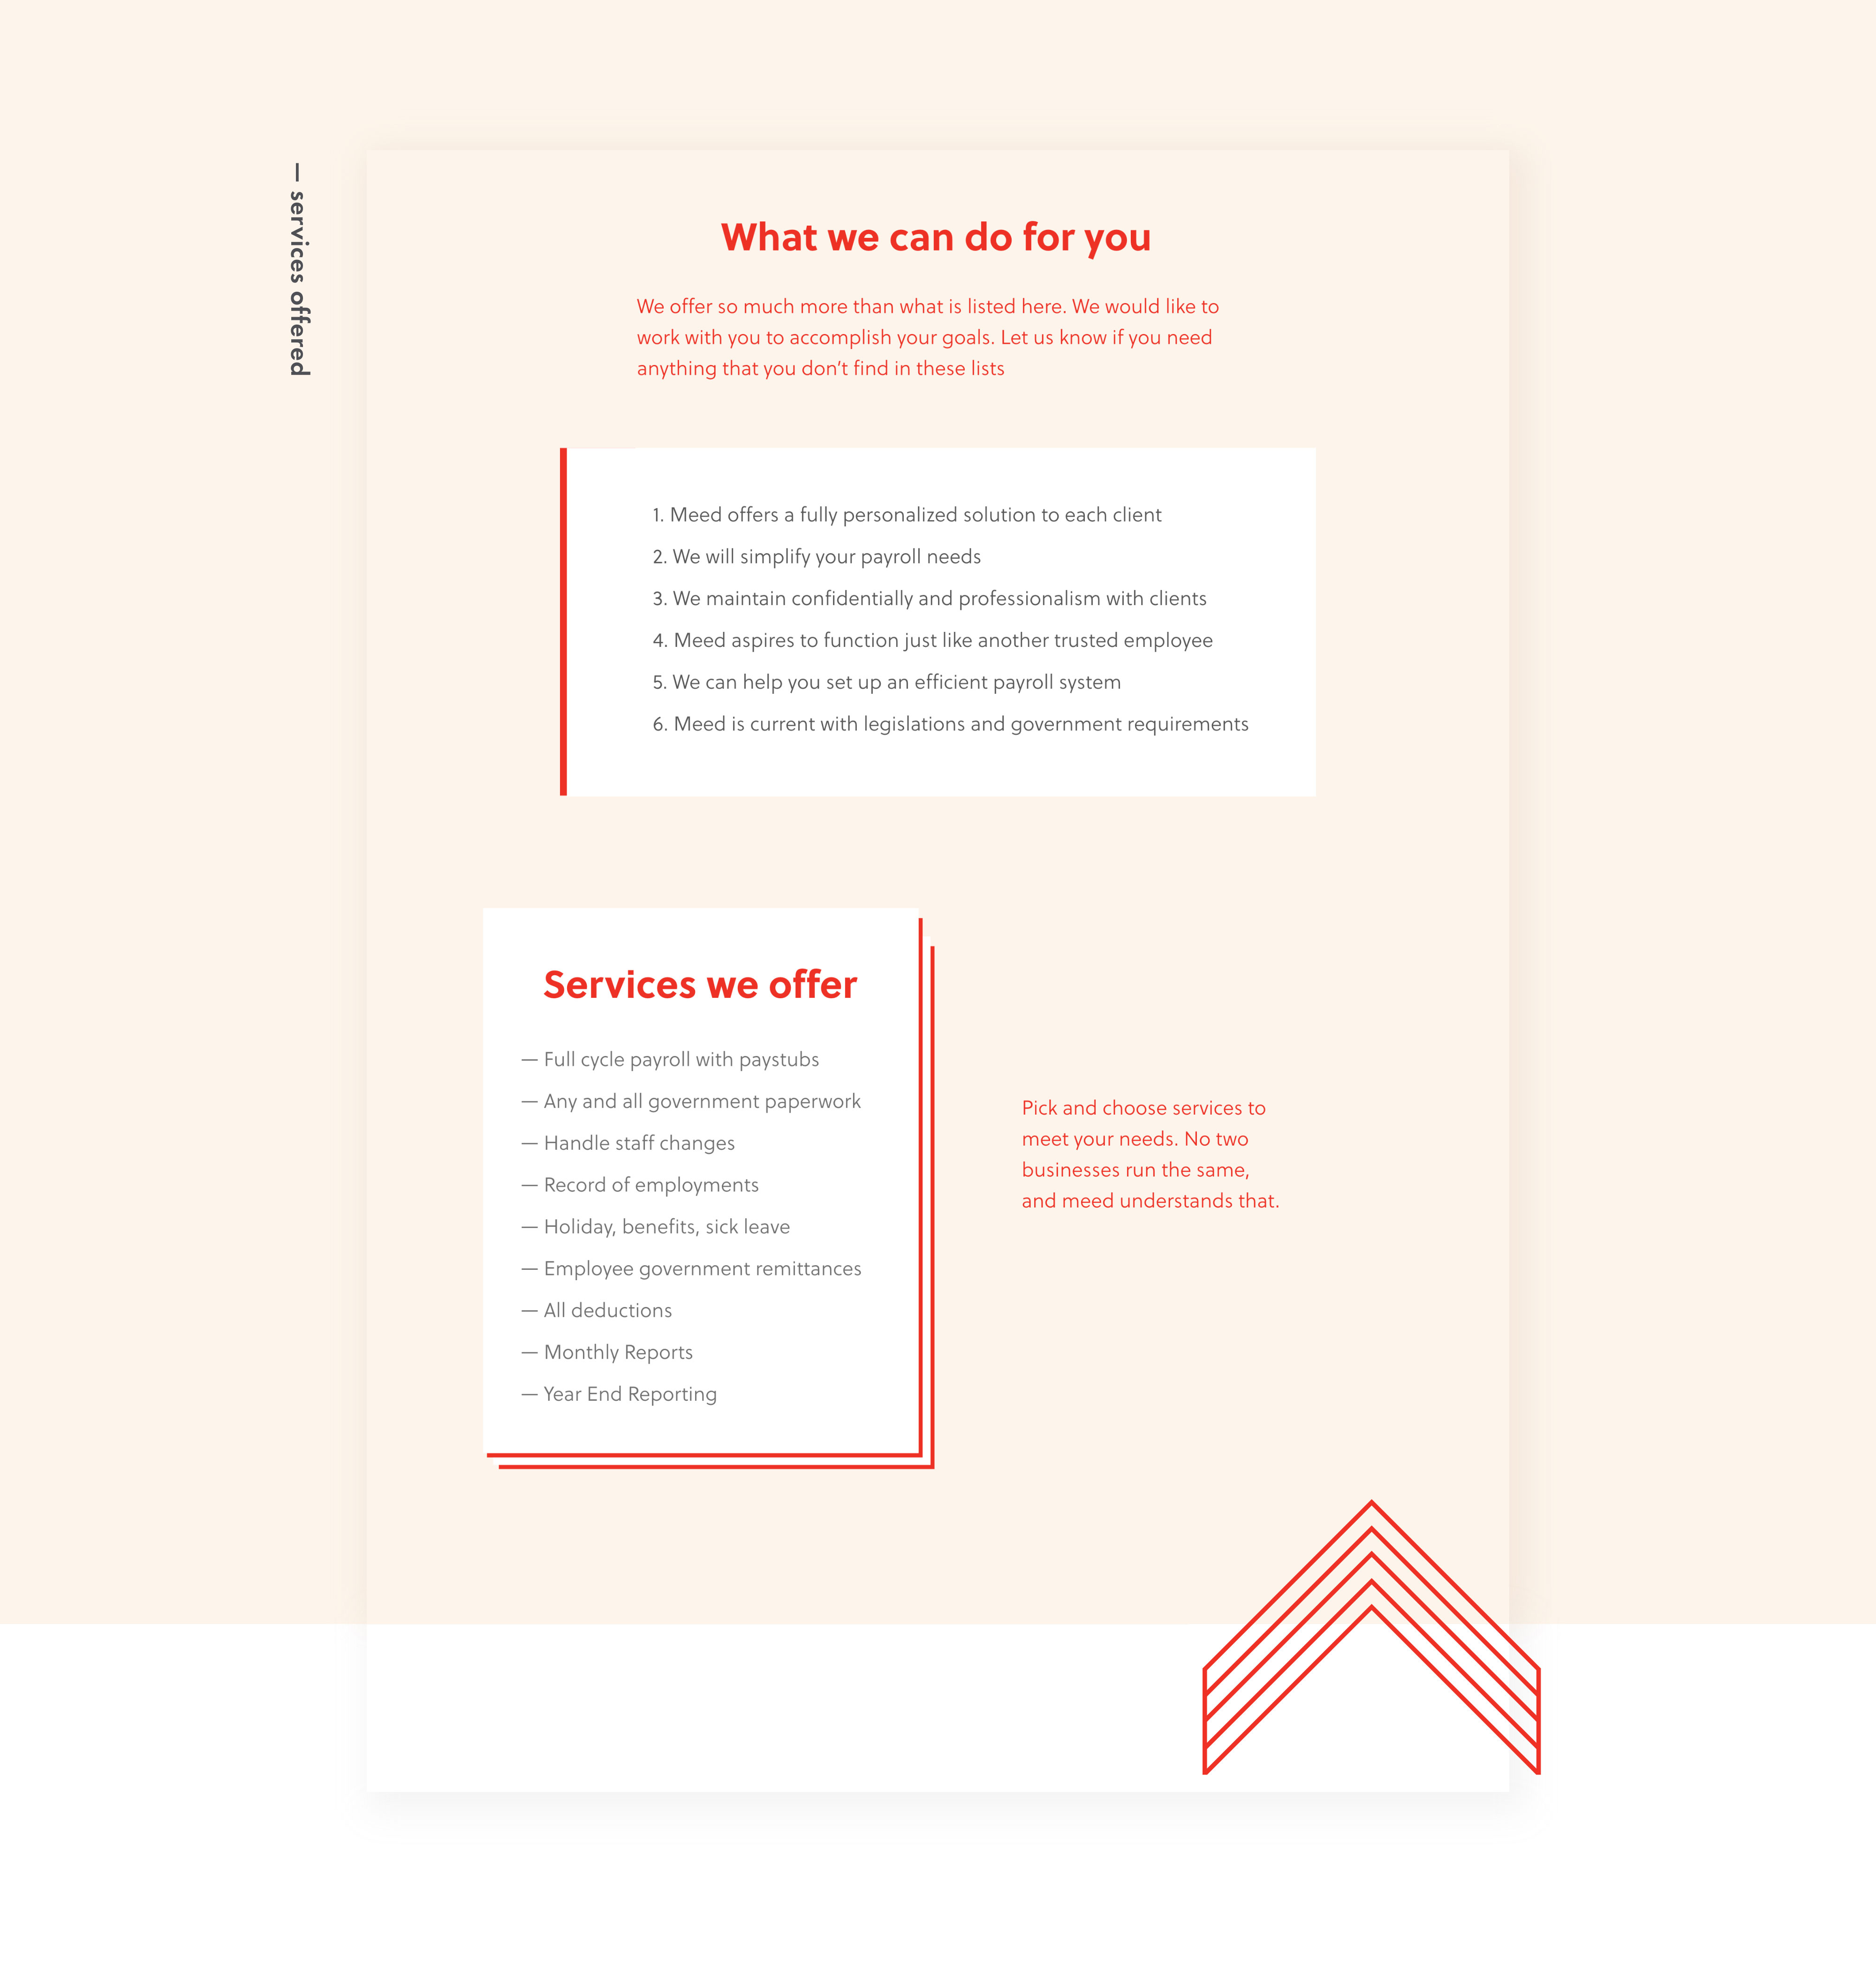 — services offered
What we can do for you
We offer so much more than what is listed here. We would like to
work with you to accomplish your goals. Let us know if you need
anything that you don’t find in these lists
1. Meed offers a fully personalized solution to each client
2. We will simplify your payroll needs
3. We maintain confidentially and professionalism with clients
4. Meed aspires to function just like another trusted employee
5. We can help you set up an efficient payroll system
6. Meed is current with legislations and government requirements
Services we offer
— Full cycle payroll with paystubs
— Any and all government paperwork
— Handle staff changes
— Record of employments
— Holiday, benefits, sick leave
— Employee government remittances
— All deductions
— Monthly Reports
— Year End Reporting
Pick and choose services to
meet your needs. No two
businesses run the same,
and meed understands that.